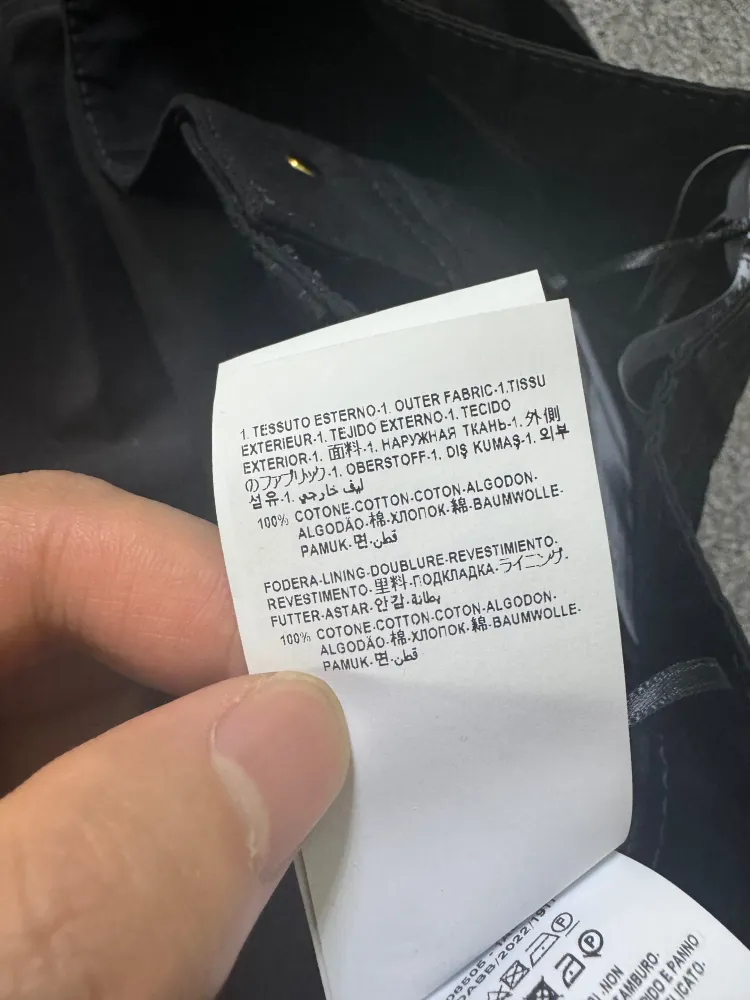 1. TESSUTO ESTERNO-1. OUTER FABRIC-1.TISSU
EXTERIEUR-1. TEJIDO EXTERNO-1. TECIDO
EXTERIOR-1. 面料-1. НАРУЖНАЯ ТКАНЬ-1. 外側
のファブリック-1. OBERSTOFF-1. DIŞ KUMAŞ-1. 외부
섬유-1. ليف خارجي
100% COTONE-COTTON-COTON-ALGODON-
ALGODÃO-棉-ХЛОПОК-綿-BAUMWOLLE-
PAMUK-면-قطن
FODERA-LINING-DOUBLURE-REVESTIMIENTO-
REVESTIMENTO-里料-ПОДКЛАДКА-ライニング-
FUTTER-ASTAR-안감-بطانة
100% COTONE-COTTON-COTON-ALGODON-
ALGODÃO-棉-ХЛОПОК-綿-BAUMWOLLE-
PAMUK-면-قطن
NON
TAMBURO.
E PANNO